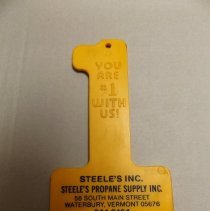 YOU
ARE
#1
WITH
US!
STEELE'S INC.
STEELE'S PROPANE SUPPLY INC.
58 SOUTH MAIN STREET
WATERBURY, VERMONT 05676